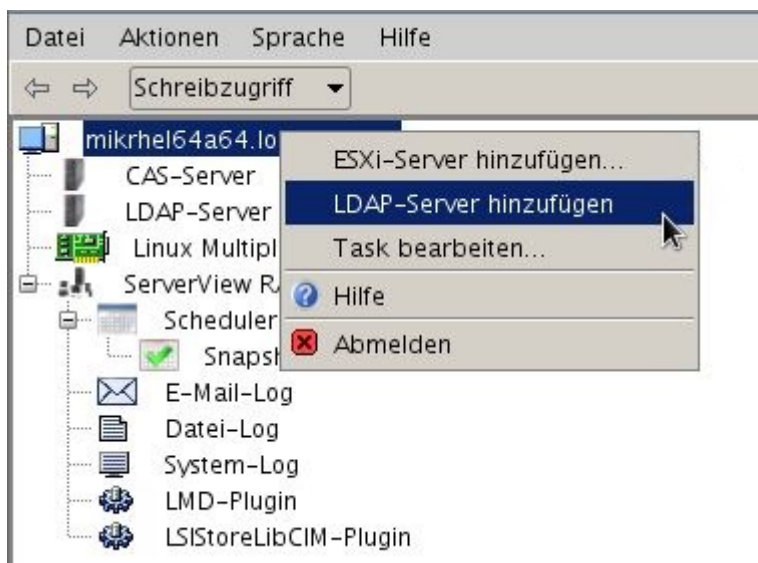 Datei Aktionen Sprache Hilfe
Schreibzugriff
mikrhel64a64.lo
CAS-Server
LDAP-Server
Linux Multipl
ServerView R
Scheduler
Snapsh
E-Mail-Log
Datei-Log
System-Log
LMD-Plugin
LSIStoreLibCIM-Plugin
ESXi-Server hinzufügen...
LDAP-Server hinzufügen
Task bearbeiten...
Hilfe
Abmelden